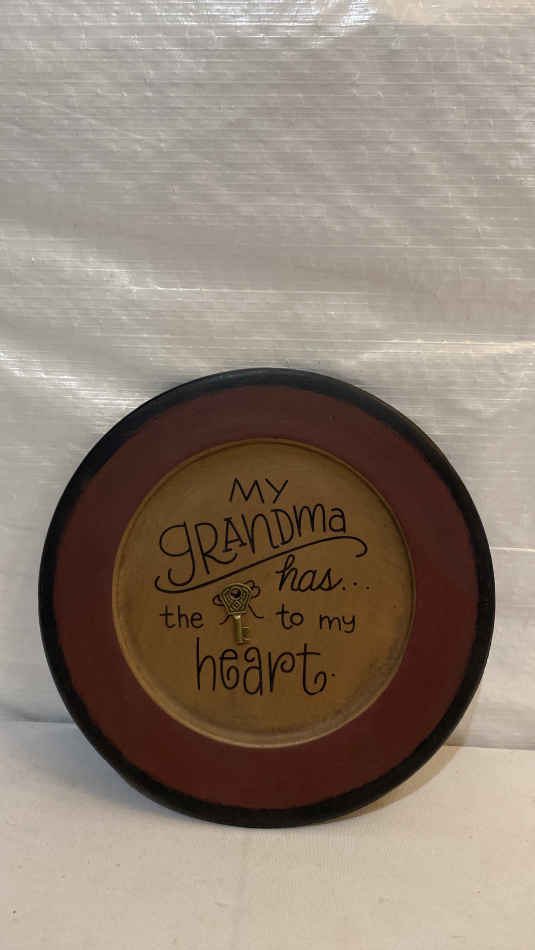 MY
gRANDma
has...
the to my
heart.